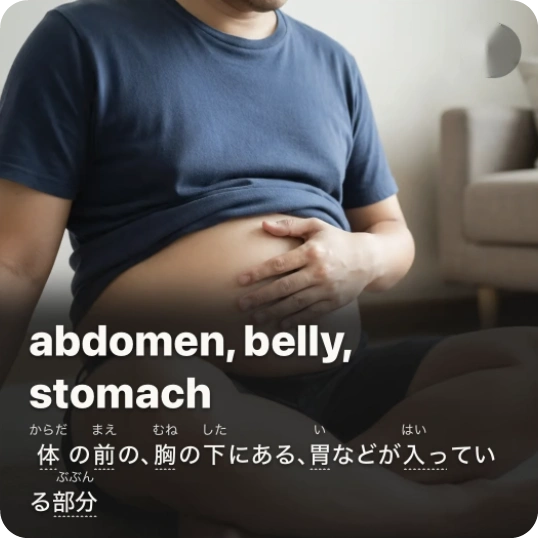 abdomen, belly,
stomach
からだ まえ むね した い はい
体の前の、胸の下にある、胃などが入ってい
ぶぶん
る部分